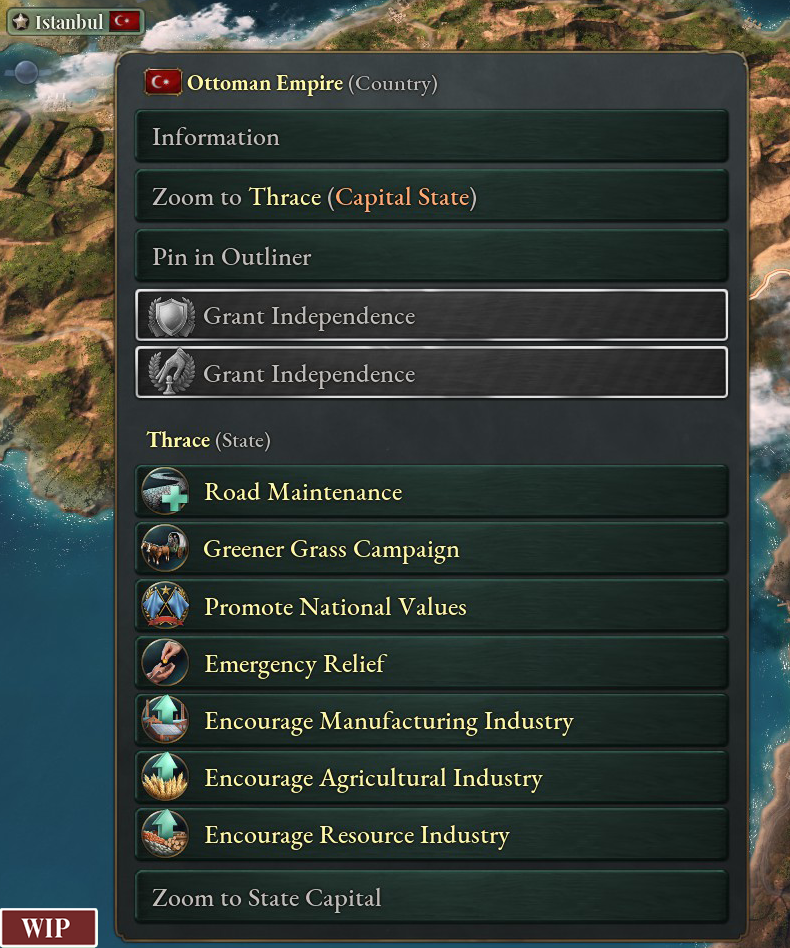 Istanbul
Ottoman Empire (Country)
Information
Zoom to Thrace (Capital State)
Pin in Outliner
Grant Independence
Grant Independence
Thrace (State)
Road Maintenance
Greener Grass Campaign
Promote National Values
Emergency Relief
Encourage Manufacturing Industry
Encourage Agricultural Industry
Encourage Resource Industry
Zoom to State Capital
WIP